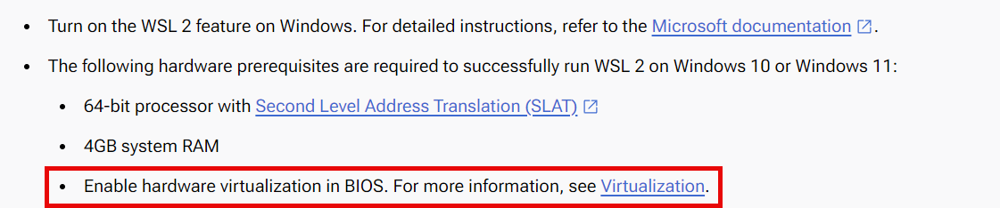 Turn on the WSL 2 feature on Windows. For detailed instructions, refer to the Microsoft documentation.
The following hardware prerequisites are required to successfully run WSL 2 on Windows 10 or Windows 11:
64-bit processor with Second Level Address Translation (SLAT)
4GB system RAM
Enable hardware virtualization in BIOS. For more information, see Virtualization.